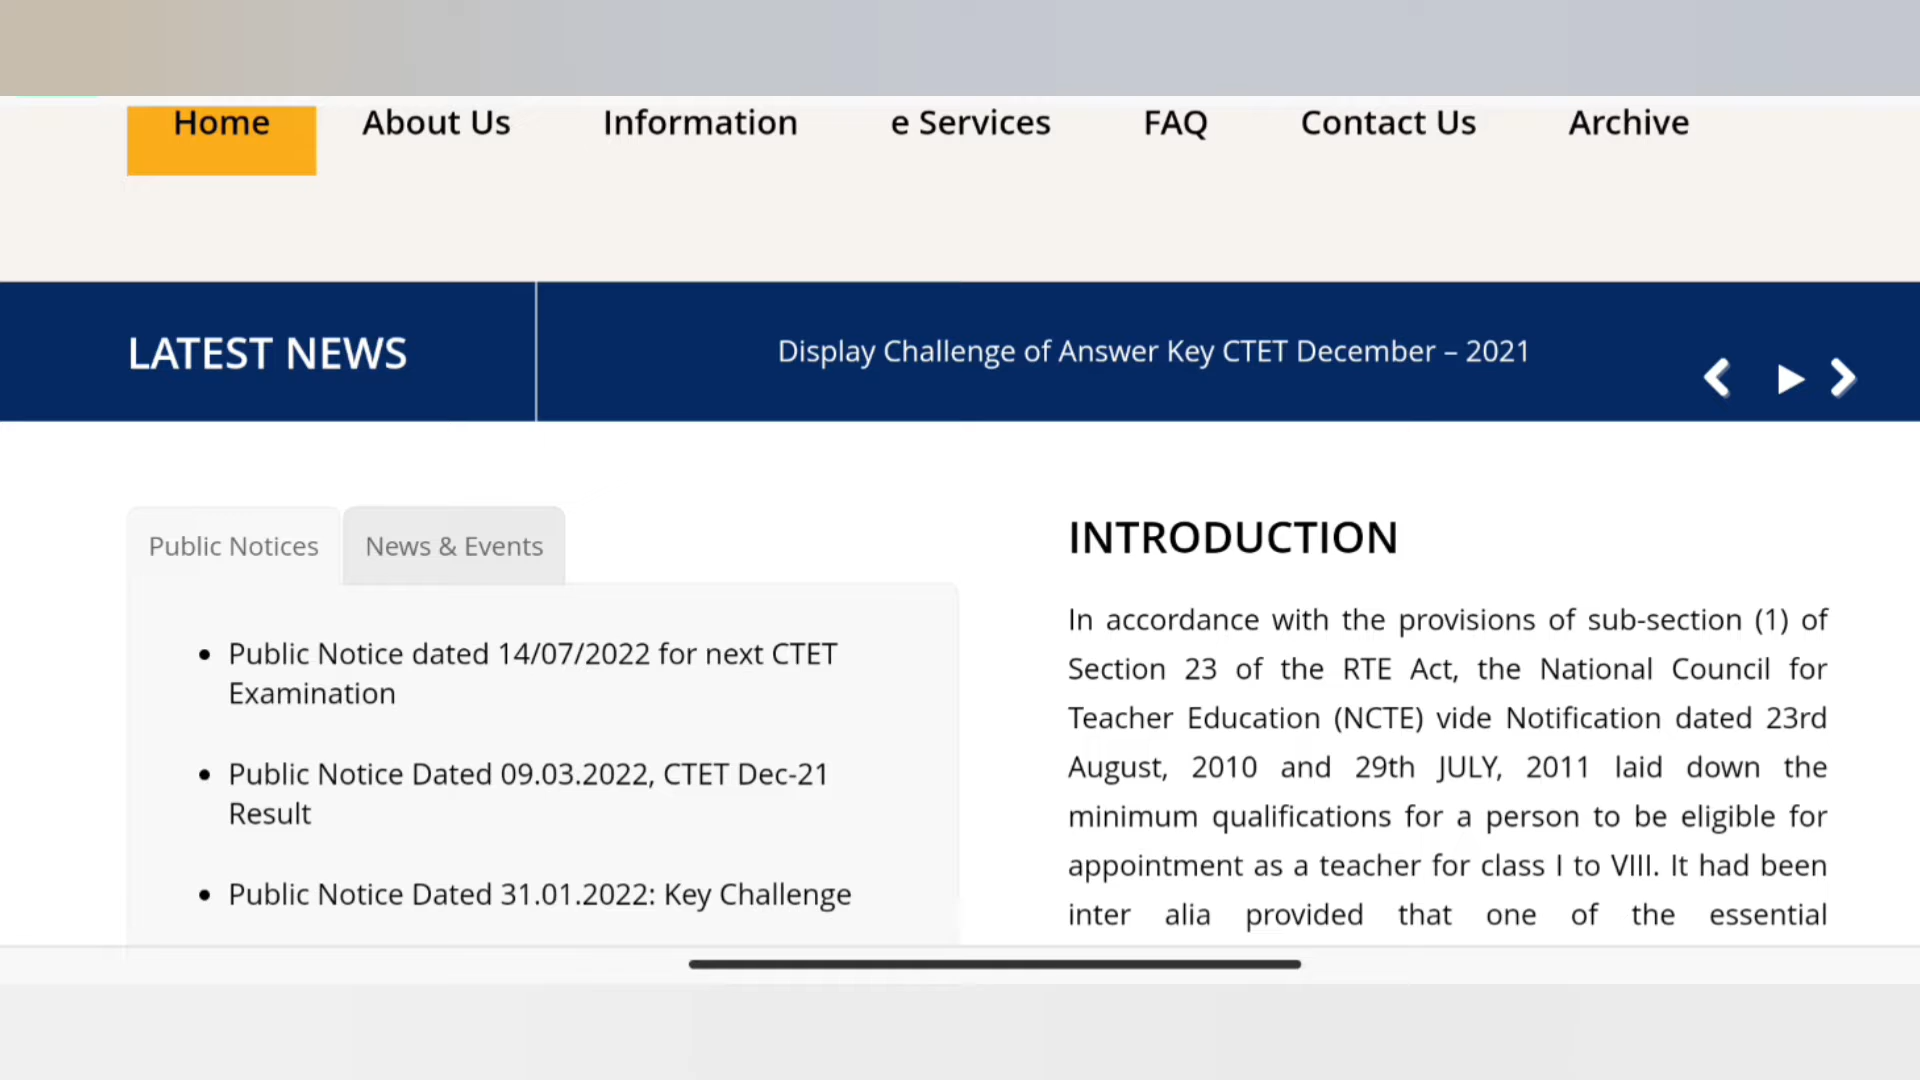 Home About Us Information e Services FAQ Contact Us Archive
LATEST NEWS
Display Challenge of Answer Key CTET December – 2021
Public Notices News & Events
Public Notice dated 14/07/2022 for next CTET
Examination
Public Notice Dated 09.03.2022, CTET Dec-21
Result
Public Notice Dated 31.01.2022: Key Challenge
INTRODUCTION
In accordance with the provisions of sub-section (1) of
Section 23 of the RTE Act, the National Council for
Teacher Education (NCTE) vide Notification dated 23rd
August, 2010 and 29th JULY, 2011 laid down the
minimum qualifications for a person to be eligible for
appointment as a teacher for class I to VIII. It had been
inter alia provided that one of the essential